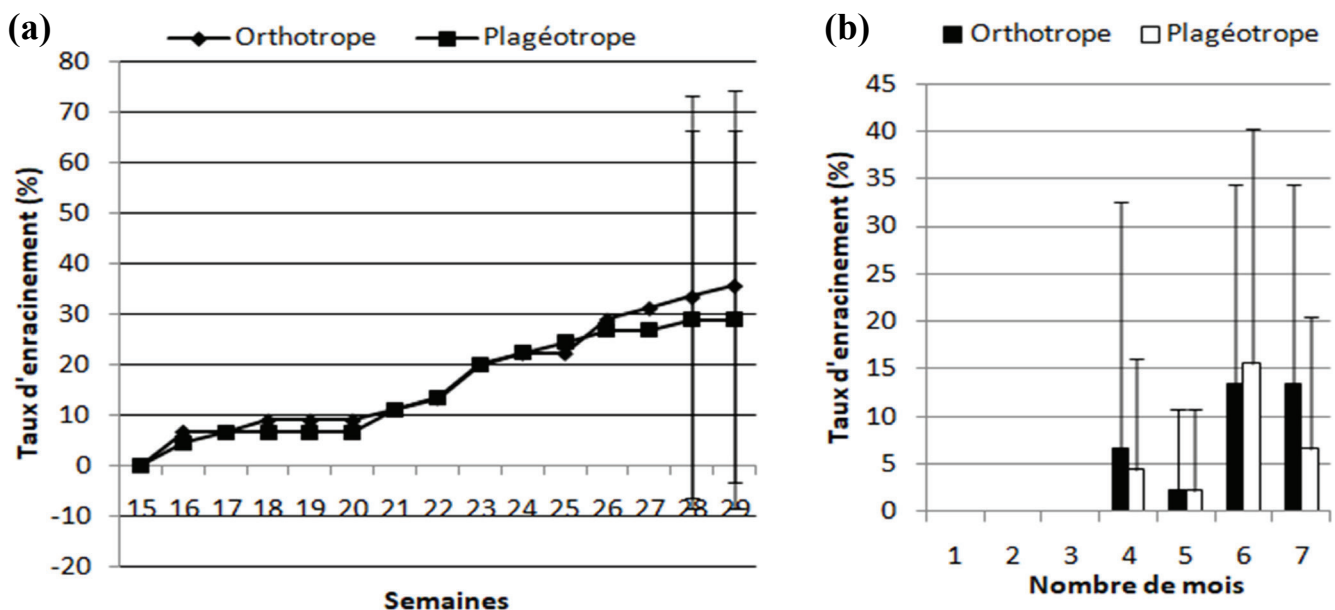 (a)
Orthotrope Plagéotrope
80
70
60
50
40
30
20
10
0
-10
-20
Taux d'enracinement (%)
15 16 17 18 19 20 21 22 23 24 25 26 27 28 29
Semaines
(b)
Orthotrope Plagéotrope
45
40
35
30
25
20
15
10
5
0
Taux d'enracinement (%)
1 2 3 4 5 6 7
Nombre de mois